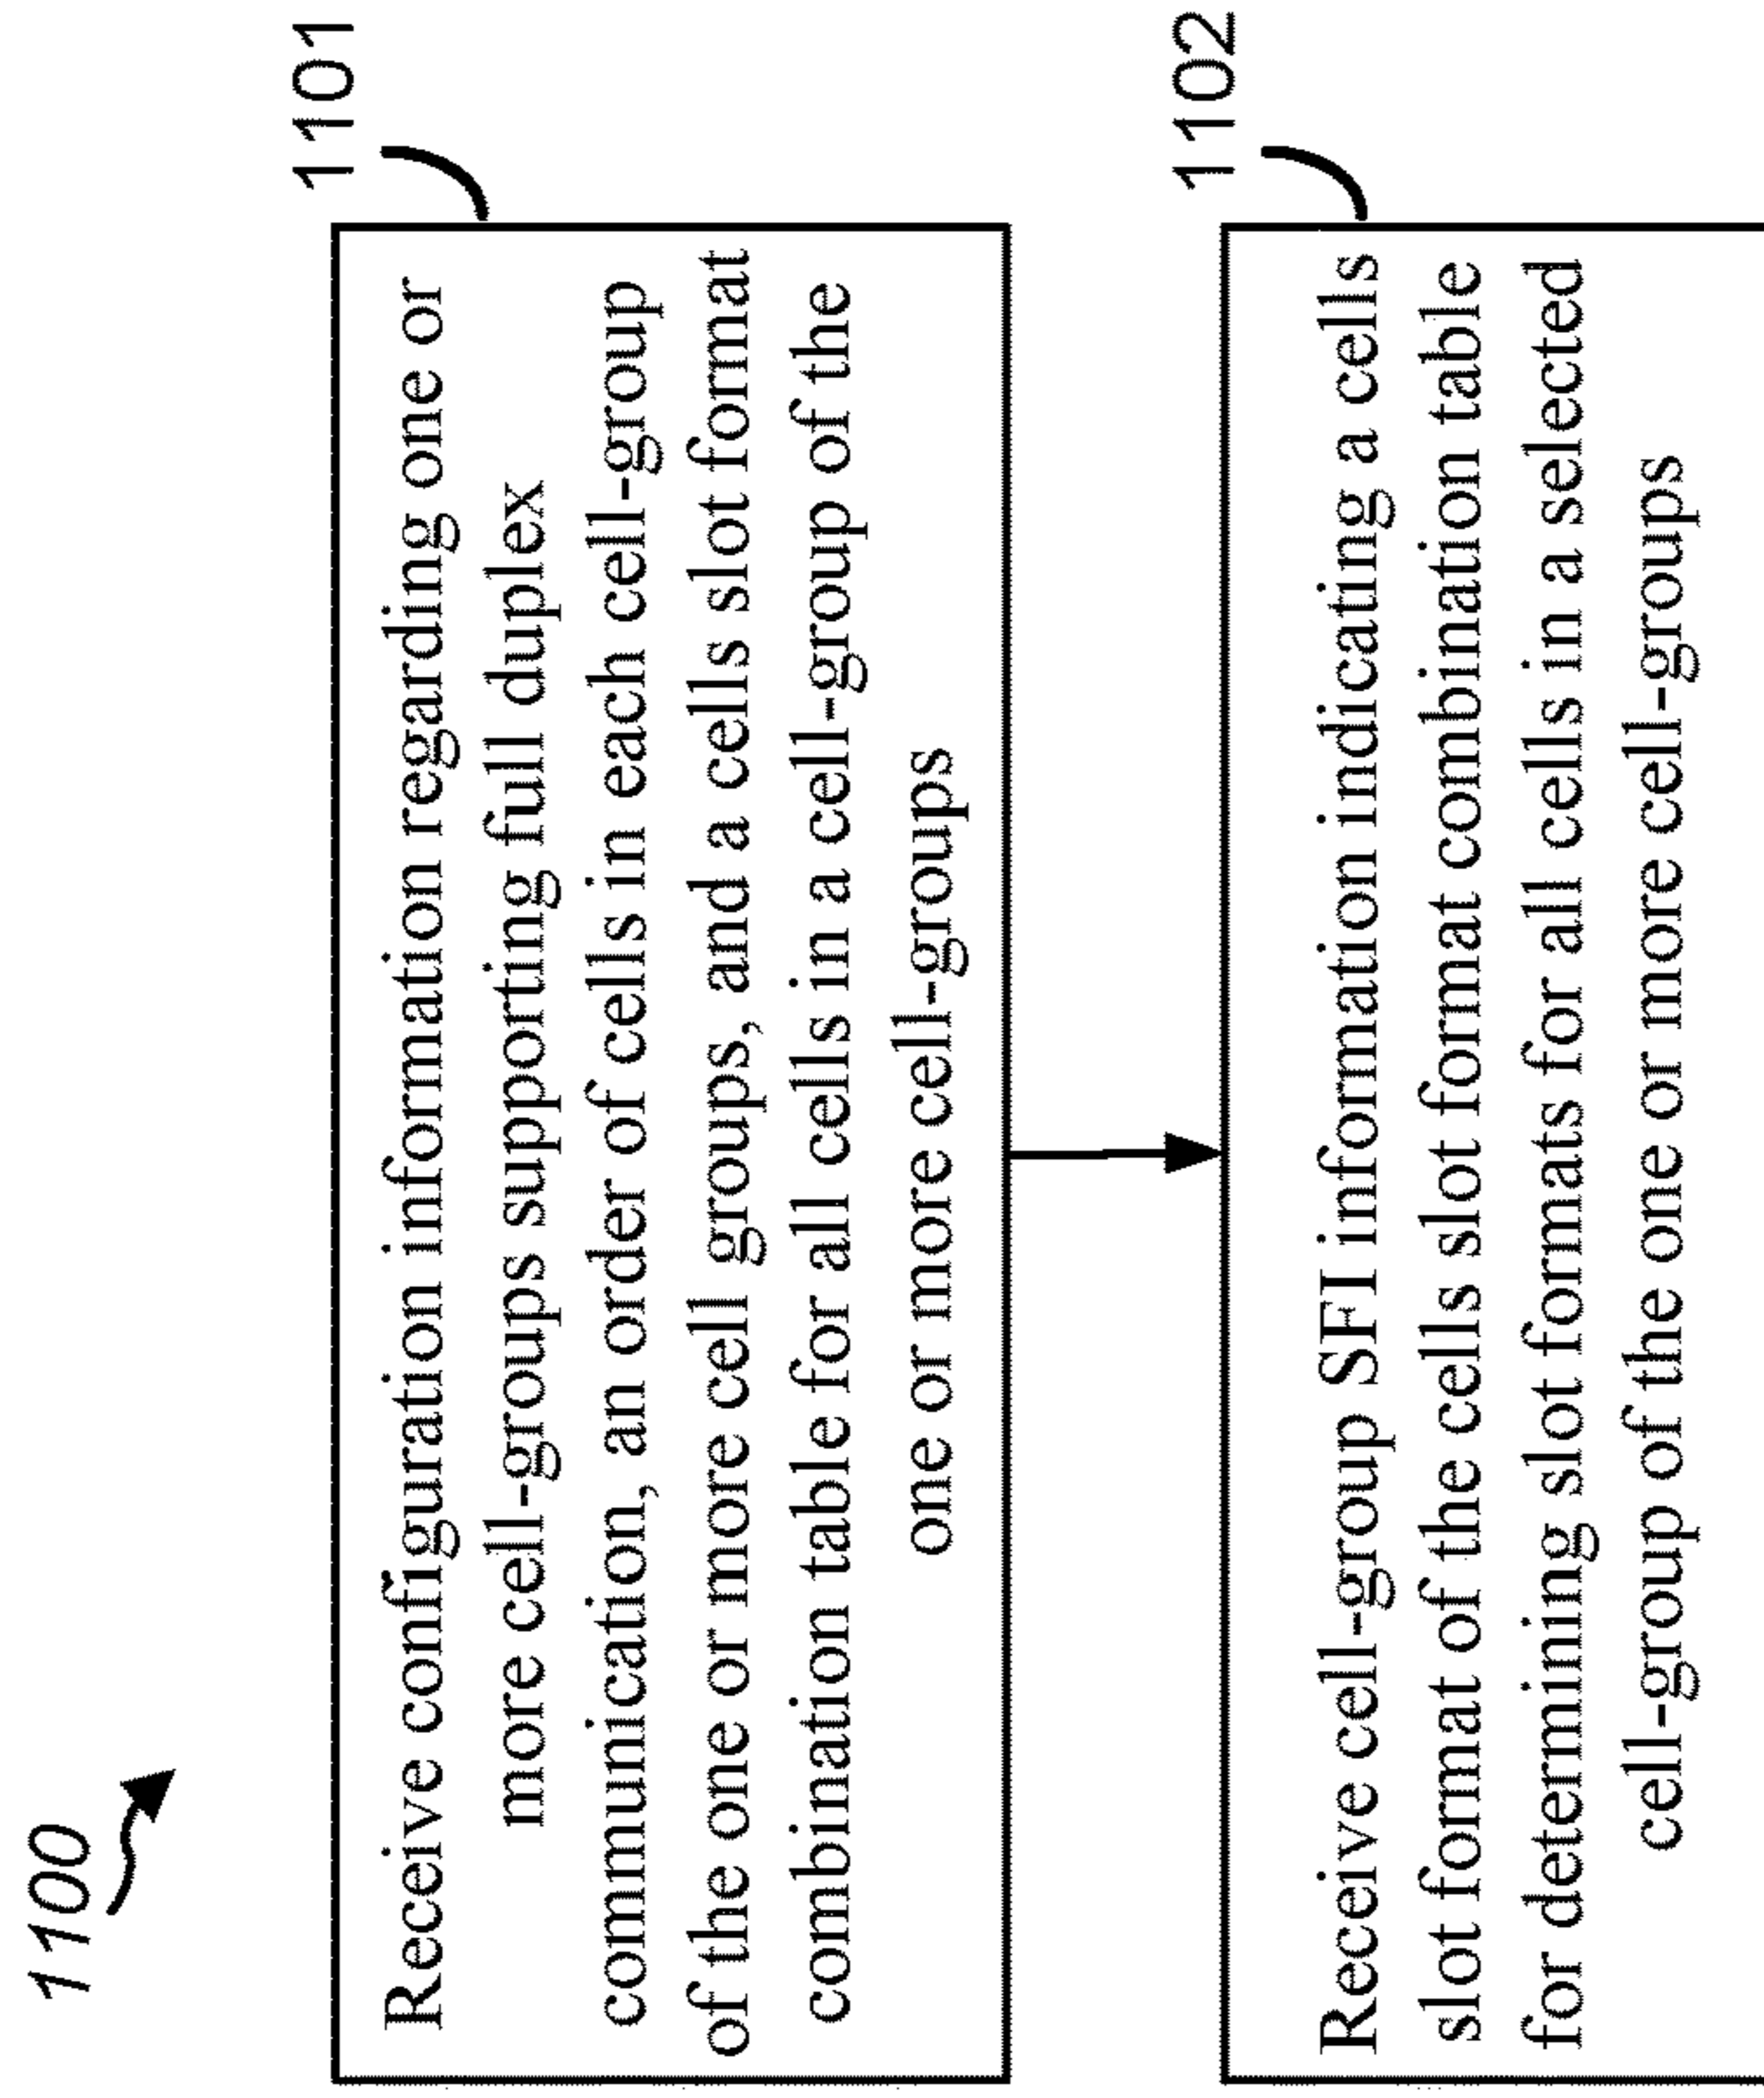 1100
1101
Receive configuration information regarding one or
more cell-groups supporting full duplex
communication, an order of cells in each cell-group
of the one or more cell groups, and a cells slot format
combination table for all cells in a cell-group of the
one or more cell-groups
1102
Receive cell-group SFI information indicating a cells
slot format of the cells slot format combination table
for determining slot formats for all cells in a selected
cell-group of the one or more cell-groups